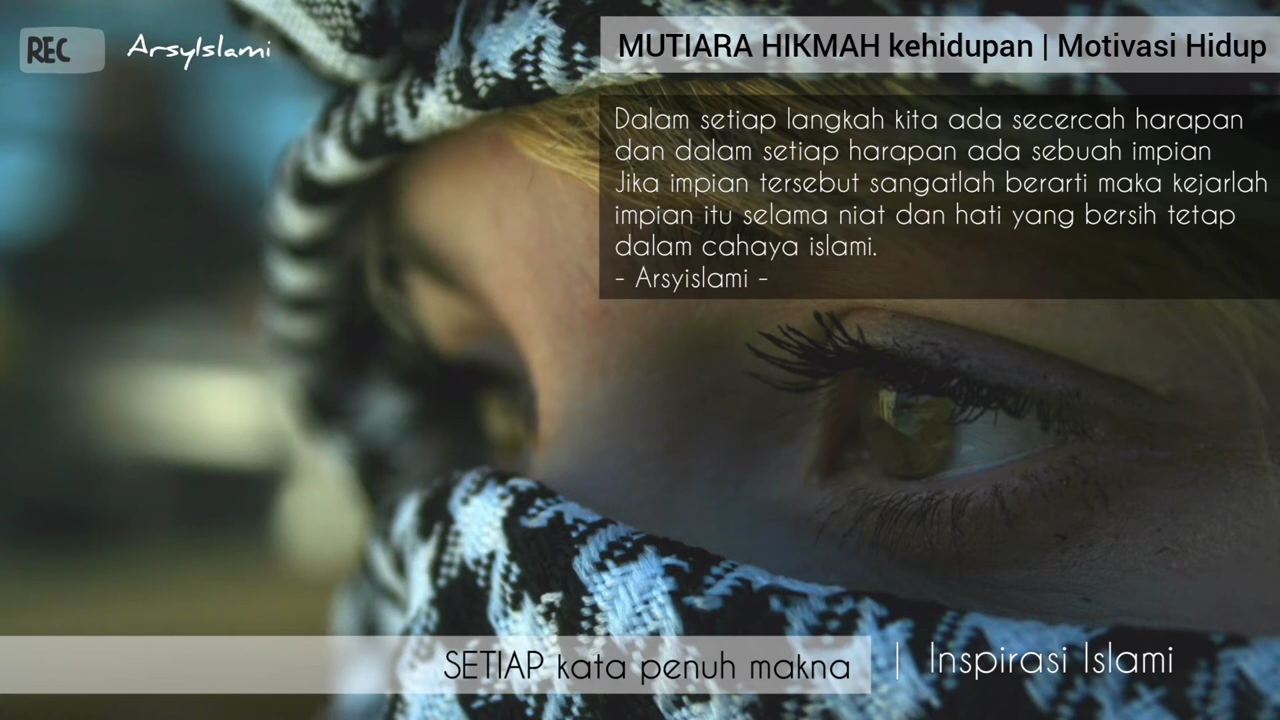 REC
ArsyIslami
MUTIARA HIKMAH kehidupan | Motivasi Hidup
Dalam setiap langkah kita ada secercah harapan
dan dalam setiap harapan ada sebuah impian
Jika impian tersebut sangatlah berarti maka kejarlah
impian itu selama niat dan hati yang bersih tetap
dalam cahaya islami.
- Arsyislami -
SETIAP kata penuh makna | Inspirasi Islami